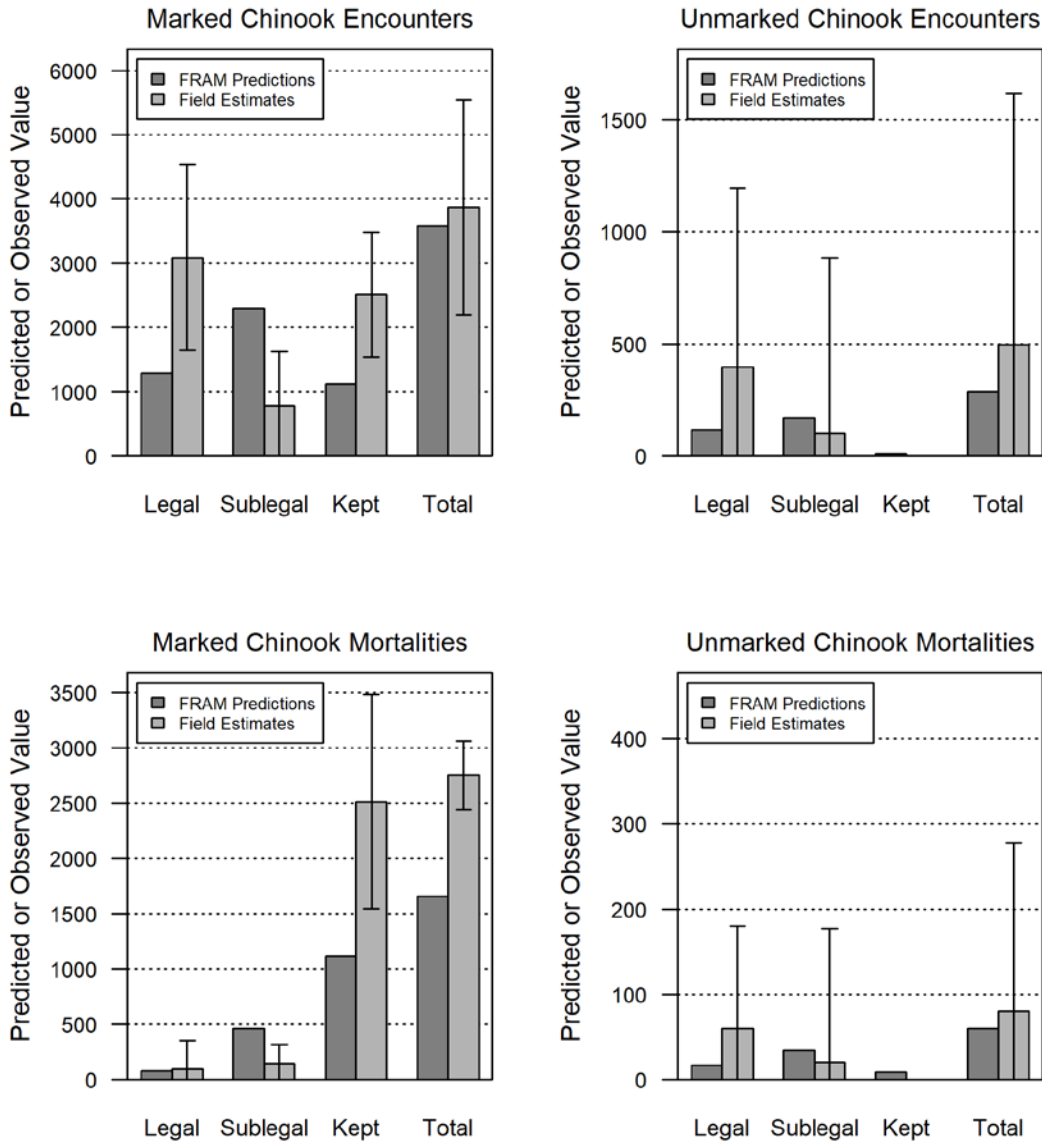 Marked Chinook Encounters
Predicted or Observed Value
6000
5000
4000
3000
2000
1000
0
FRAM Predictions
Field Estimates
Legal Sublegal Kept Total
Unmarked Chinook Encounters
Predicted or Observed Value
1500
1000
500
0
FRAM Predictions
Field Estimates
Legal Sublegal Kept Total
Marked Chinook Mortalities
Predicted or Observed Value
3500
3000
2500
2000
1500
1000
500
0
FRAM Predictions
Field Estimates
Legal Sublegal Kept Total
Unmarked Chinook Mortalities
Predicted or Observed Value
400
300
200
100
0
FRAM Predictions
Field Estimates
Legal Sublegal Kept Total